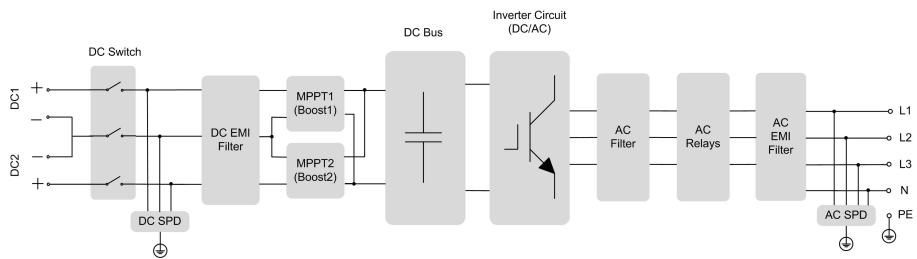 Inverter Circuit
(DC/AC)
DC Bus
DC Switch
DC1
+
−
DC2
−
+
DC EMI
Filter
MPPT1
(Boost1)
MPPT2
(Boost2)
AC
Filter
AC
Relays
AC
EMI
Filter
L1
L2
L3
N
PE
DC SPD
AC SPD